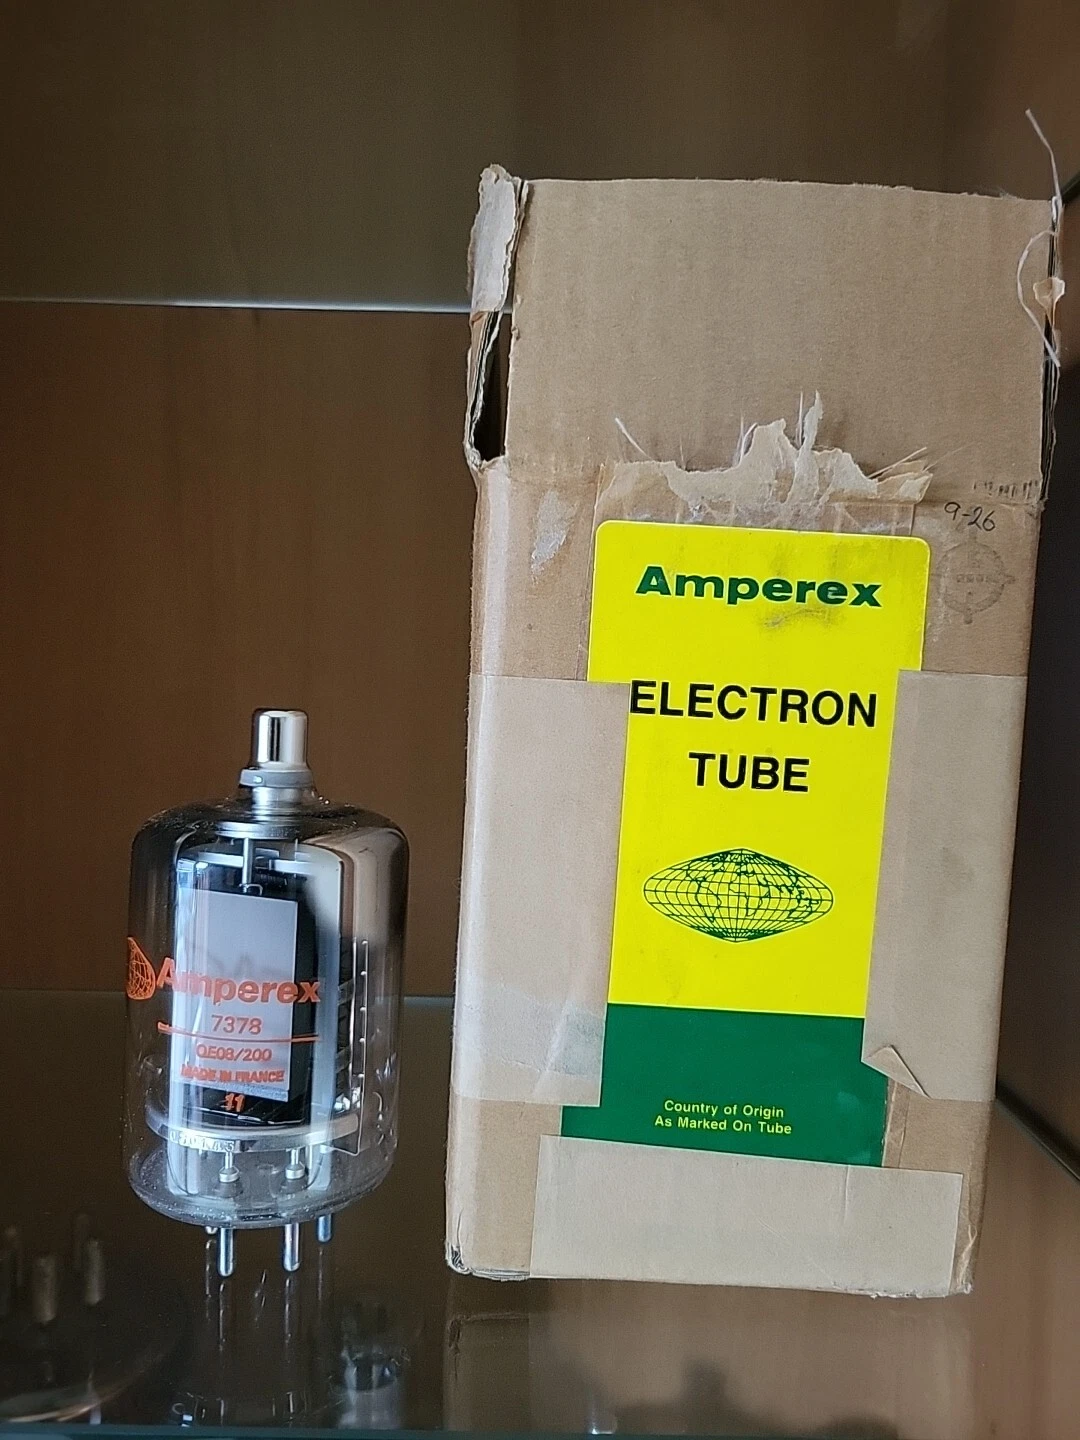 9-26
Amperex
ELECTRON
TUBE
Country of Origin
As Marked On Tube
Amperex
7378
QE08/200
MADE IN FRANCE
11